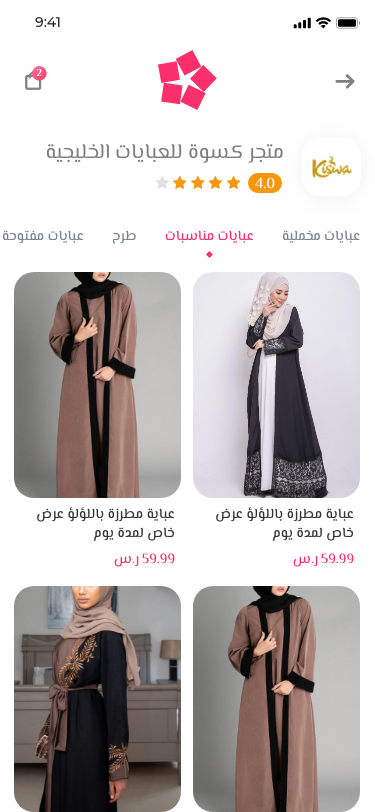 9:41
2
متجر كسوة للعبايات الخليجية
Kiswa
4.0
عبايات مخملية
عبايات مناسبات
طرح
عبايات مفتوحة
عباية مطرزة باللؤلؤ عرض
خاص لمدة يوم
59.99 ر.س
عباية مطرزة باللؤلؤ عرض
خاص لمدة يوم
59.99 ر.س